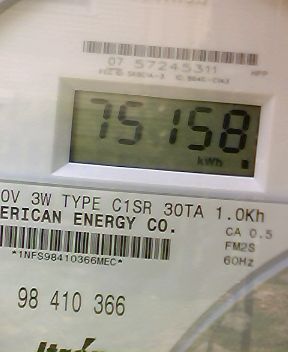 07 57245311
75158
kWh
0V 3W TYPE C1SR 30TA 1.0Kh
ERICAN ENERGY CO.
CA 0.5
FM2S
*1NFS98410366MEC*
60Hz
98 410 366